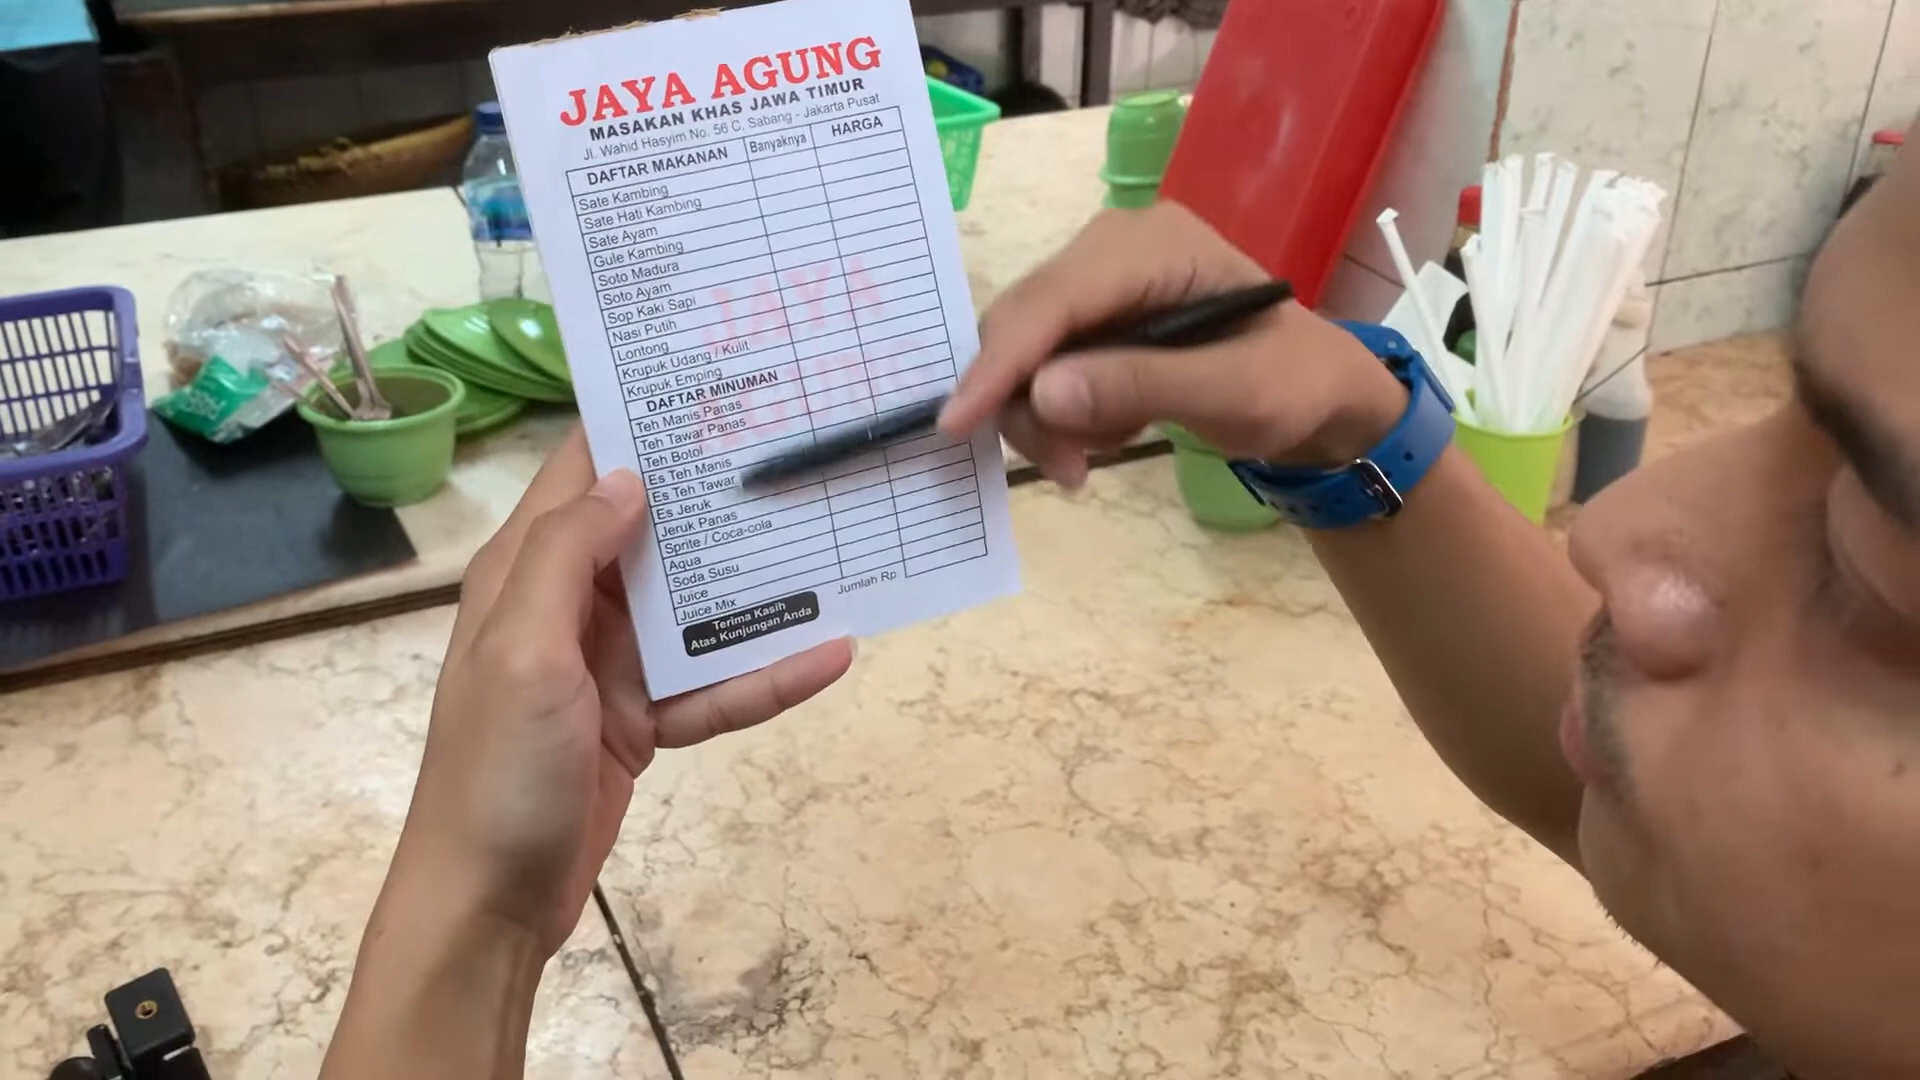 JAYA AGUNG
MASAKAN KHAS JAWA TIMUR
Jl. Wahid Hasyim No. 56 C, Sabang - Jakarta Pusat
DAFTAR MAKANAN Banyaknya HARGA
Sate Kambing
Sate Hati Kambing
Sate Ayam
Gule Kambing
Soto Madura
Soto Ayam
Sop Kaki Sapi
Nasi Putih
Lontong
Krupuk Udang / Kulit
Krupuk Emping
DAFTAR MINUMAN
Teh Manis Panas
Teh Tawar Panas
Teh Botol
Es Teh Manis
Es Teh Tawar
Es Jeruk
Jeruk Panas
Sprite / Coca-cola
Aqua
Soda Susu
Juice
Juice Mix
Jumlah Rp.
Terima Kasih
Atas Kunjungan Anda
JAYA